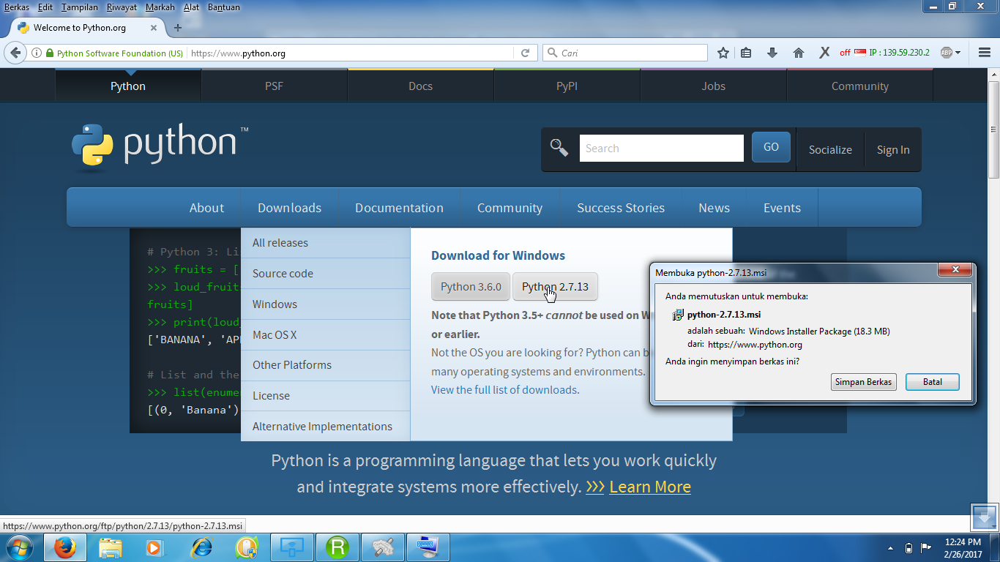 Berkas Edit Tampilan Riwayat Markah Alat Bantuan
Welcome to Python.org
Python Software Foundation (US) https://www.python.org
Cari
off IP : 139.59.230.2
ABP
Python PSF Docs PyPI Jobs Community
python™
Search
GO
Socialize
Sign In
About Downloads Documentation Community Success Stories News Events
# Python 3: Li
>>> fruits = [
>>> loud_fruit
fruits]
>>> print(loud_
['BANANA', 'AP
# List and the
>>> list(enume
[(0, 'Banana')
All releases
Source code
Windows
Mac OS X
Other Platforms
License
Alternative Implementations
Download for Windows
Python 3.6.0
Python 2.7.13
Note that Python 3.5+ cannot be used on W
or earlier.
Not the OS you are looking for? Python can be
many operating systems and environments.
View the full list of downloads.
Membuka python-2.7.13.msi
Anda memutuskan untuk membuka:
python-2.7.13.msi
adalah sebuah: Windows Installer Package (18.3 MB)
dari: https://www.python.org
Anda ingin menyimpan berkas ini?
Simpan Berkas
Batal
Python is a programming language that lets you work quickly
and integrate systems more effectively. >>> Learn More
https://www.python.org/ftp/python/2.7.13/python-2.7.13.msi
R
12:24 PM
2/26/2017